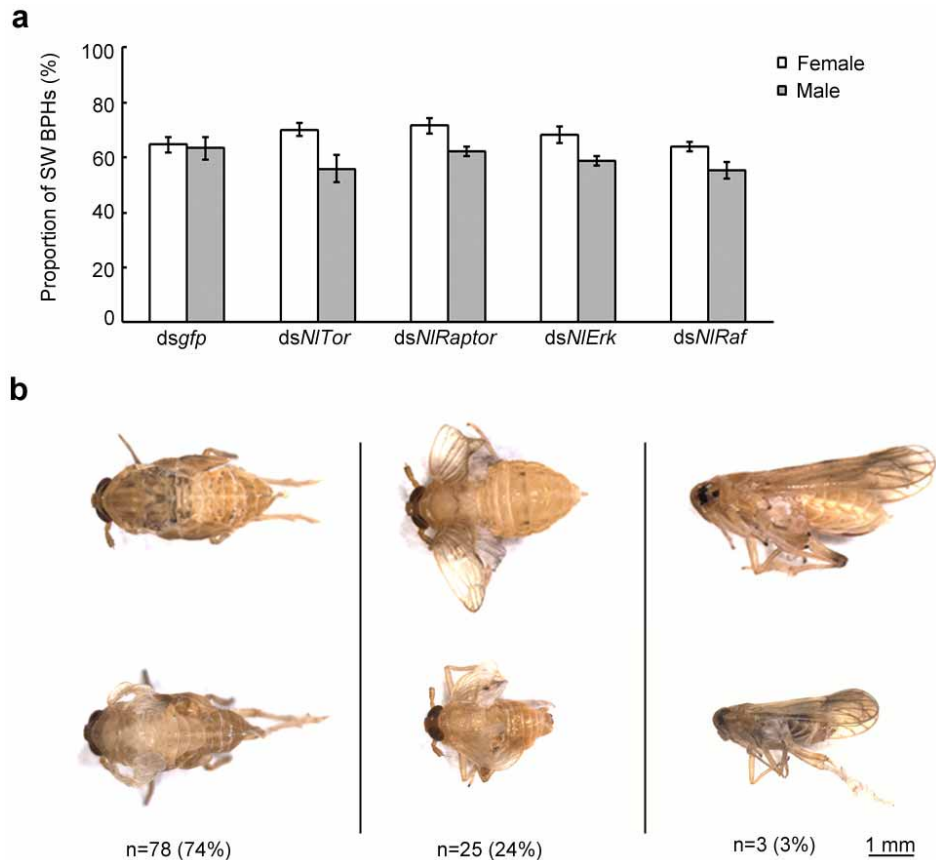 a
Proportion of SW BPHs (%)
100
80
60
40
20
0
Female
Male
dsgfp
dsNlTor
dsNlRaptor
dsNlErk
dsNlRaf
b
n=78 (74%)
n=25 (24%)
n=3 (3%)
1 mm